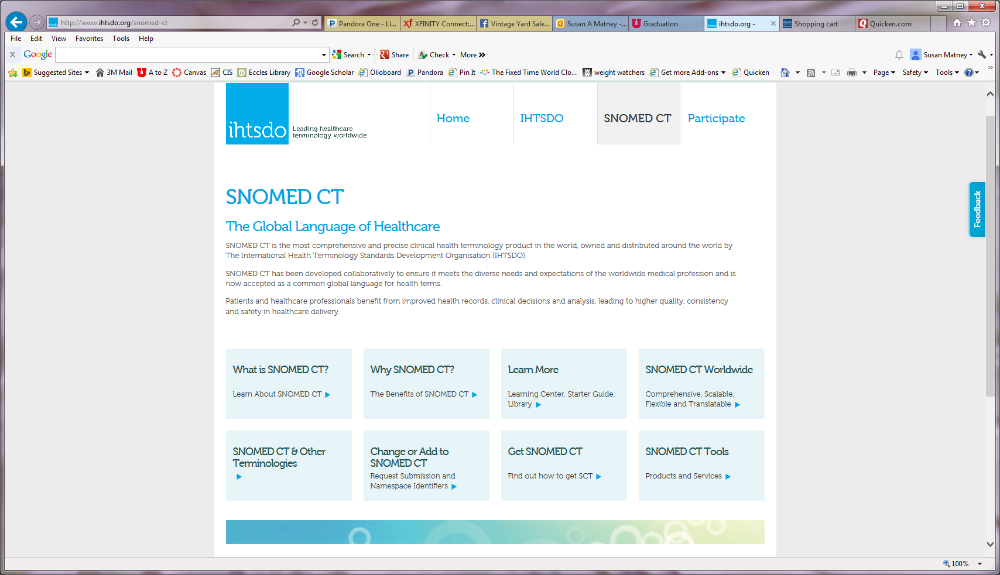 http://www.ihtsdo.org/snomed-ct
Pandora One - Li...
XFINITY Connect:...
Vintage Yard Sale...
Susan A Matney -...
Graduation
ihtsdo.org -
Shopping cart
Quicken.com
File Edit View Favorites Tools Help
x Google Search Share Check More » Susan Matney
Suggested Sites 3M Mail A to Z Canvas CIS Eccles Library Google Scholar Olioboard Pandora Pin It The Fixed Time World Clo... weight watchers Get more Add-ons Quicken Page Safety Tools
ihtsdo
Leading healthcare
terminology, worldwide
Home IHTSDO SNOMED CT Participate
Feedback
SNOMED CT
The Global Language of Healthcare
SNOMED CT is the most comprehensive and precise clinical health terminology product in the world, owned and distributed around the world by
The International Health Terminology Standards Development Organisation (IHTSDO).
SNOMED CT has been developed collaboratively to ensure it meets the diverse needs and expectations of the worldwide medical profession and is
now accepted as a common global language for health terms.
Patients and healthcare professionals benefit from improved health records, clinical decisions and analysis, leading to higher quality, consistency
and safety in healthcare delivery.
What is SNOMED CT?
Learn About SNOMED CT
Why SNOMED CT?
The Benefits of SNOMED CT
Learn More
Learning Center, Starter Guide,
Library
SNOMED CT Worldwide
Comprehensive, Scalable,
Flexible and Translatable
SNOMED CT & Other
Terminologies
Change or Add to
SNOMED CT
Request Submission and
Namespace Identifiers
Get SNOMED CT
Find out how to get SCT
SNOMED CT Tools
Products and Services
100%